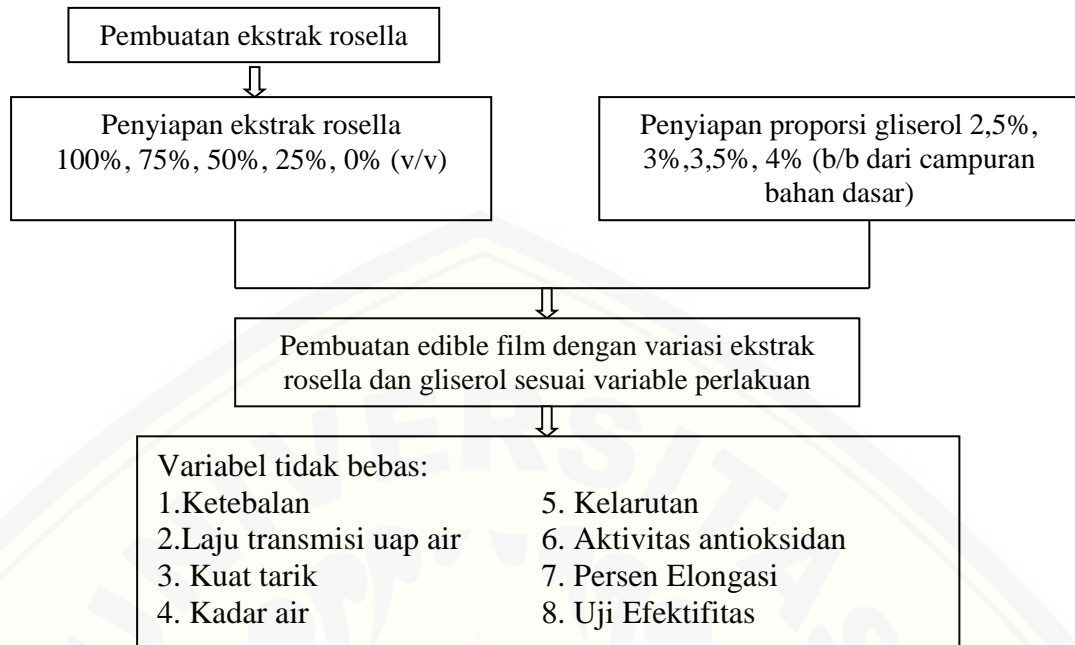 Pembuatan ekstrak rosella
Penyiapan ekstrak rosella
100%, 75%, 50%, 25%, 0% (v/v)
Penyiapan proporsi gliserol 2,5%,
3%,3,5%, 4% (b/b dari campuran
bahan dasar)
Pembuatan edible film dengan variasi ekstrak
rosella dan gliserol sesuai variable perlakuan
Variabel tidak bebas:
1.Ketebalan
2.Laju transmisi uap air
3. Kuat tarik
4. Kadar air
5. Kelarutan
6. Aktivitas antioksidan
7. Persen Elongasi
8. Uji Efektifitas
UNIVERSITAS